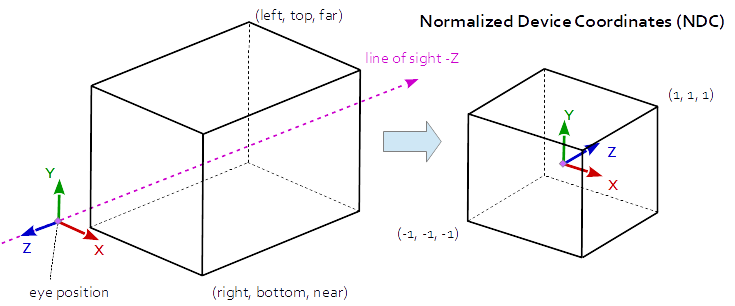 (left, top, far)
Normalized Device Coordinates (NDC)
line of sight -Z
(1, 1, 1)
Y
Z
X
Y
Z
X
(-1, -1, -1)
eye position
(right, bottom, near)